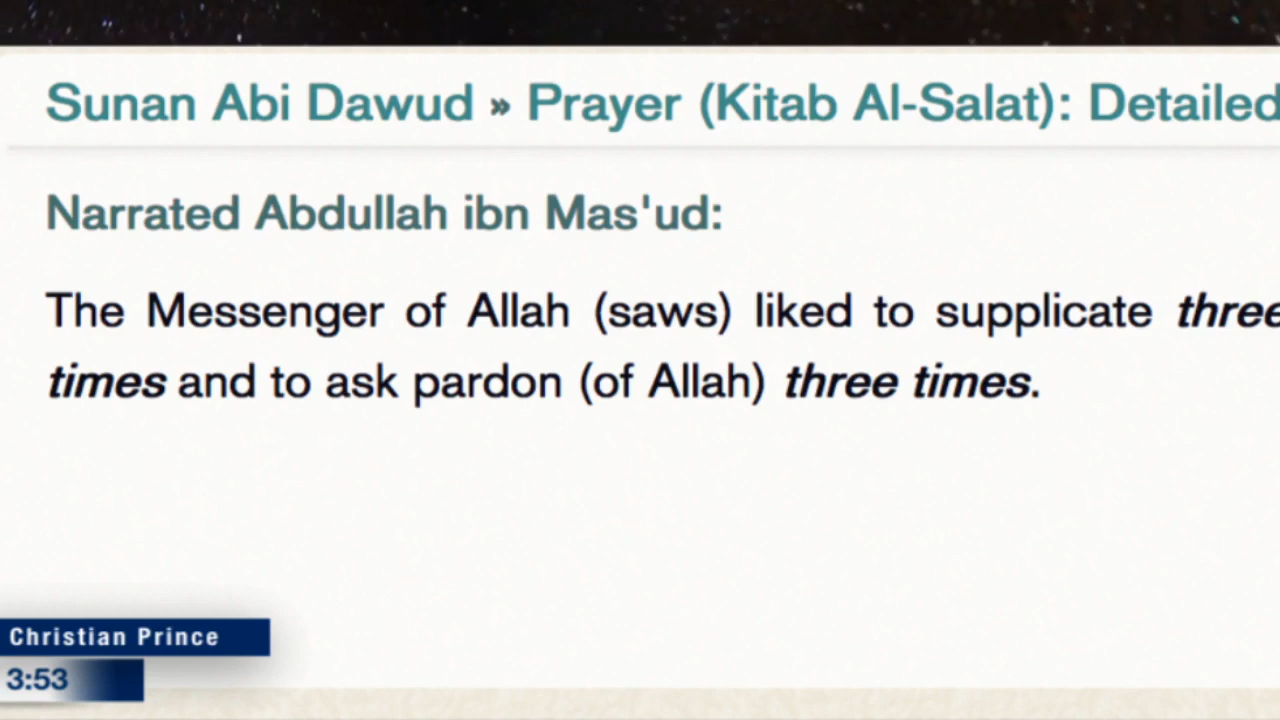 Sunan Abi Dawud » Prayer (Kitab Al-Salat): Detailed
Narrated Abdullah ibn Mas'ud:
The Messenger of Allah (saws) liked to supplicate three
times and to ask pardon (of Allah) three times.
Christian Prince
3:53